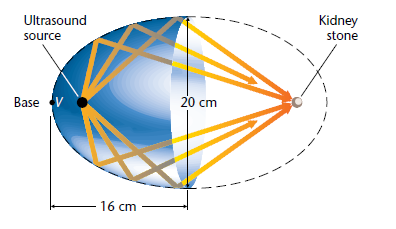 Ultrasound
source
Kidney
stone
Base V
20 cm
16 cm